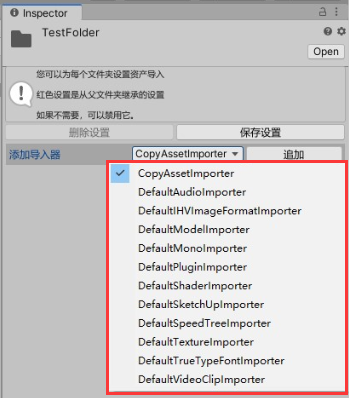 Inspector
TestFolder
Open
您可以为每个文件夹设置资产导入
红色设置是从父文件夹继承的设置
如果不需要，可以禁用它。
删除设置 保存设置
添加导入器 CopyAssetImporter 追加
CopyAssetImporter
DefaultAudioImporter
DefaultIHVImageFormatImporter
DefaultModelImporter
DefaultMonoImporter
DefaultPluginImporter
DefaultShaderImporter
DefaultSketchUpImporter
DefaultSpeedTreeImporter
DefaultTextureImporter
DefaultTrueTypeFontImporter
DefaultVideoClipImporter